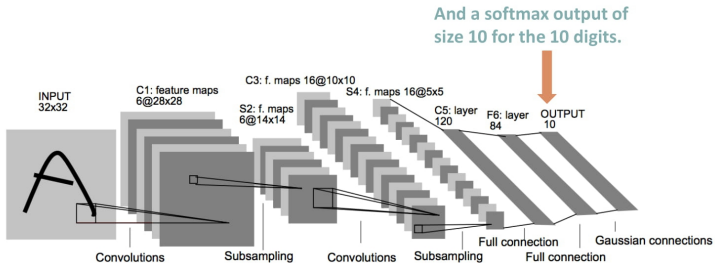 And a softmax output of
size 10 for the 10 digits.
INPUT
32x32
C1: feature maps
6@28x28
S2: f. maps
6@14x14
C3: f. maps 16@10x10
S4: f. maps 16@5x5
C5: layer
120
F6: layer
84
OUTPUT
10
A
Convolutions
Subsampling
Convolutions
Subsampling
Full connection
Full connection
Gaussian connections